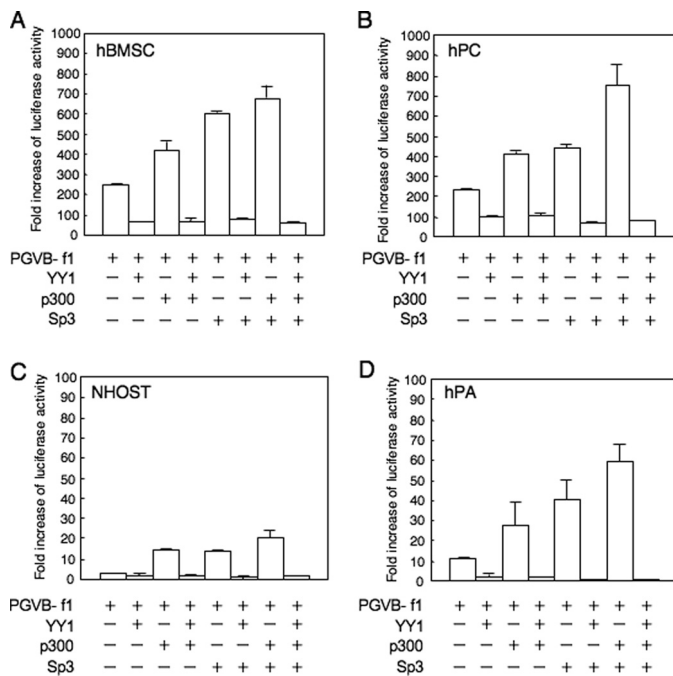 A
hBMSC
Fold increase of luciferase activity
1000
900
800
700
600
500
400
300
200
100
0
PGVB- f1 + + + + + + + +
YY1 − + − + − + − +
p300 − − + + − − + +
Sp3 − − − − + + + +
B
hPC
Fold increase of luciferase activity
1000
900
800
700
600
500
400
300
200
100
0
PGVB- f1 + + + + + + + +
YY1 − + − + − + − +
p300 − − + + − − + +
Sp3 − − − − + + + +
C
NHOST
Fold increase of luciferase activity
100
90
80
70
60
50
40
30
20
10
0
PGVB- f1 + + + + + + + +
YY1 − + − + − + − +
p300 − − + + − − + +
Sp3 − − − − + + + +
D
hPA
Fold increase of luciferase activity
100
90
80
70
60
50
40
30
20
10
0
PGVB- f1 + + + + + + + +
YY1 − + − + − + − +
p300 − − + + − − + +
Sp3 − − − − + + + +